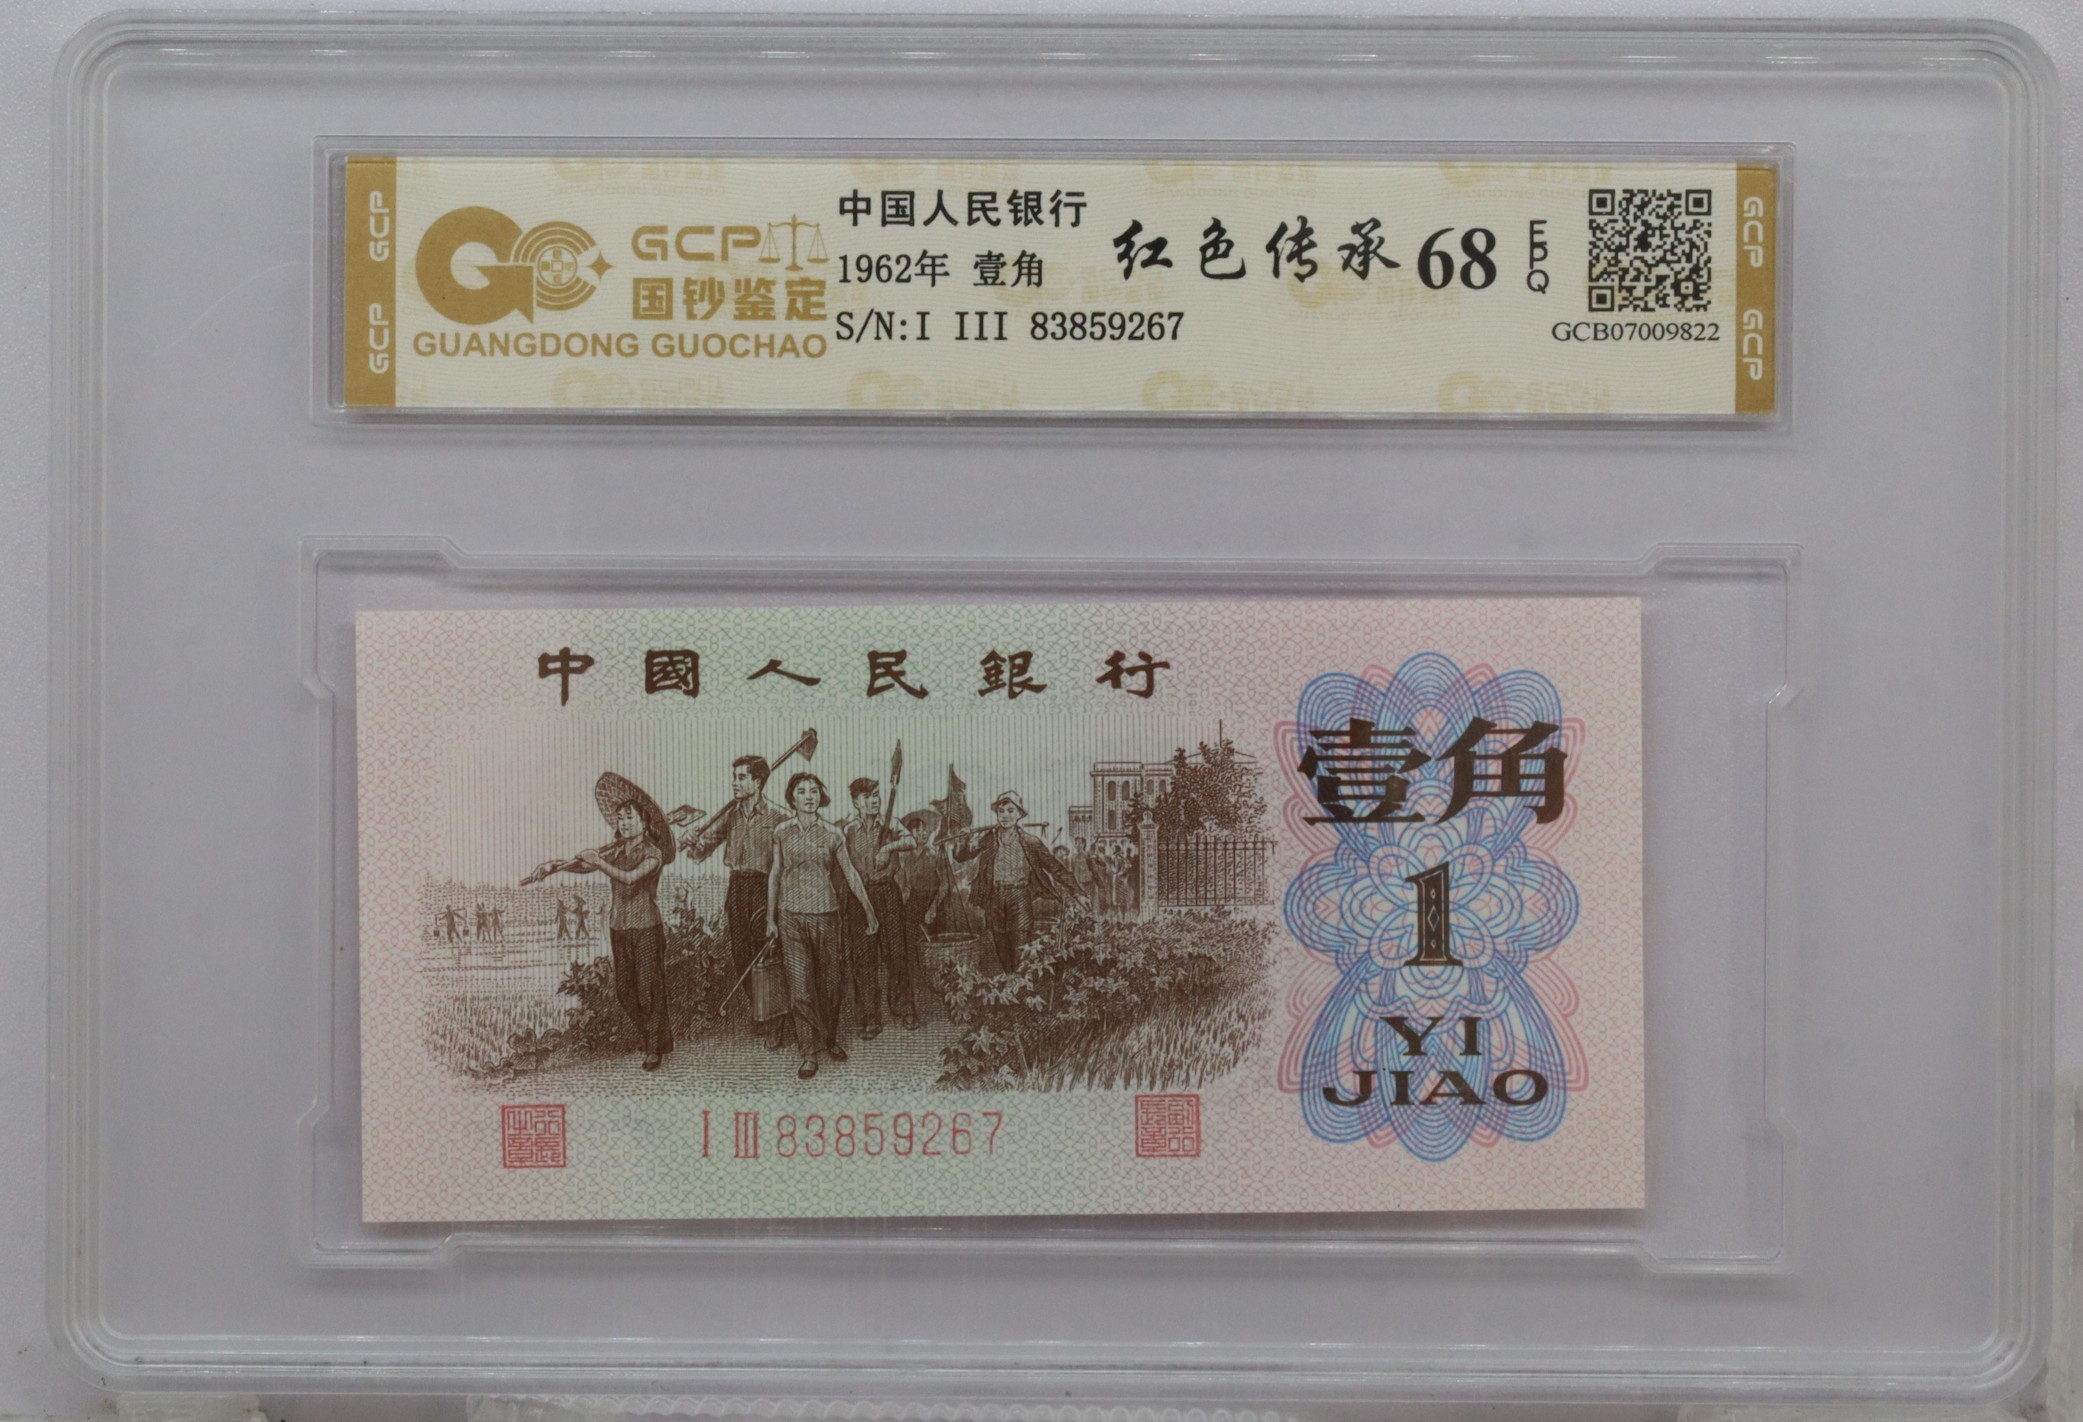 GCP
GCP
GCP
国钞鉴定
GUANGDONG GUOCHAO
中国人民银行
1962年 壹角
S/N:I III 83859267
红色传承 68
EPQ
GCB07009822
GCP
GCP
中國人民銀行
壹角
1
YI
JIAO
I III 83859267